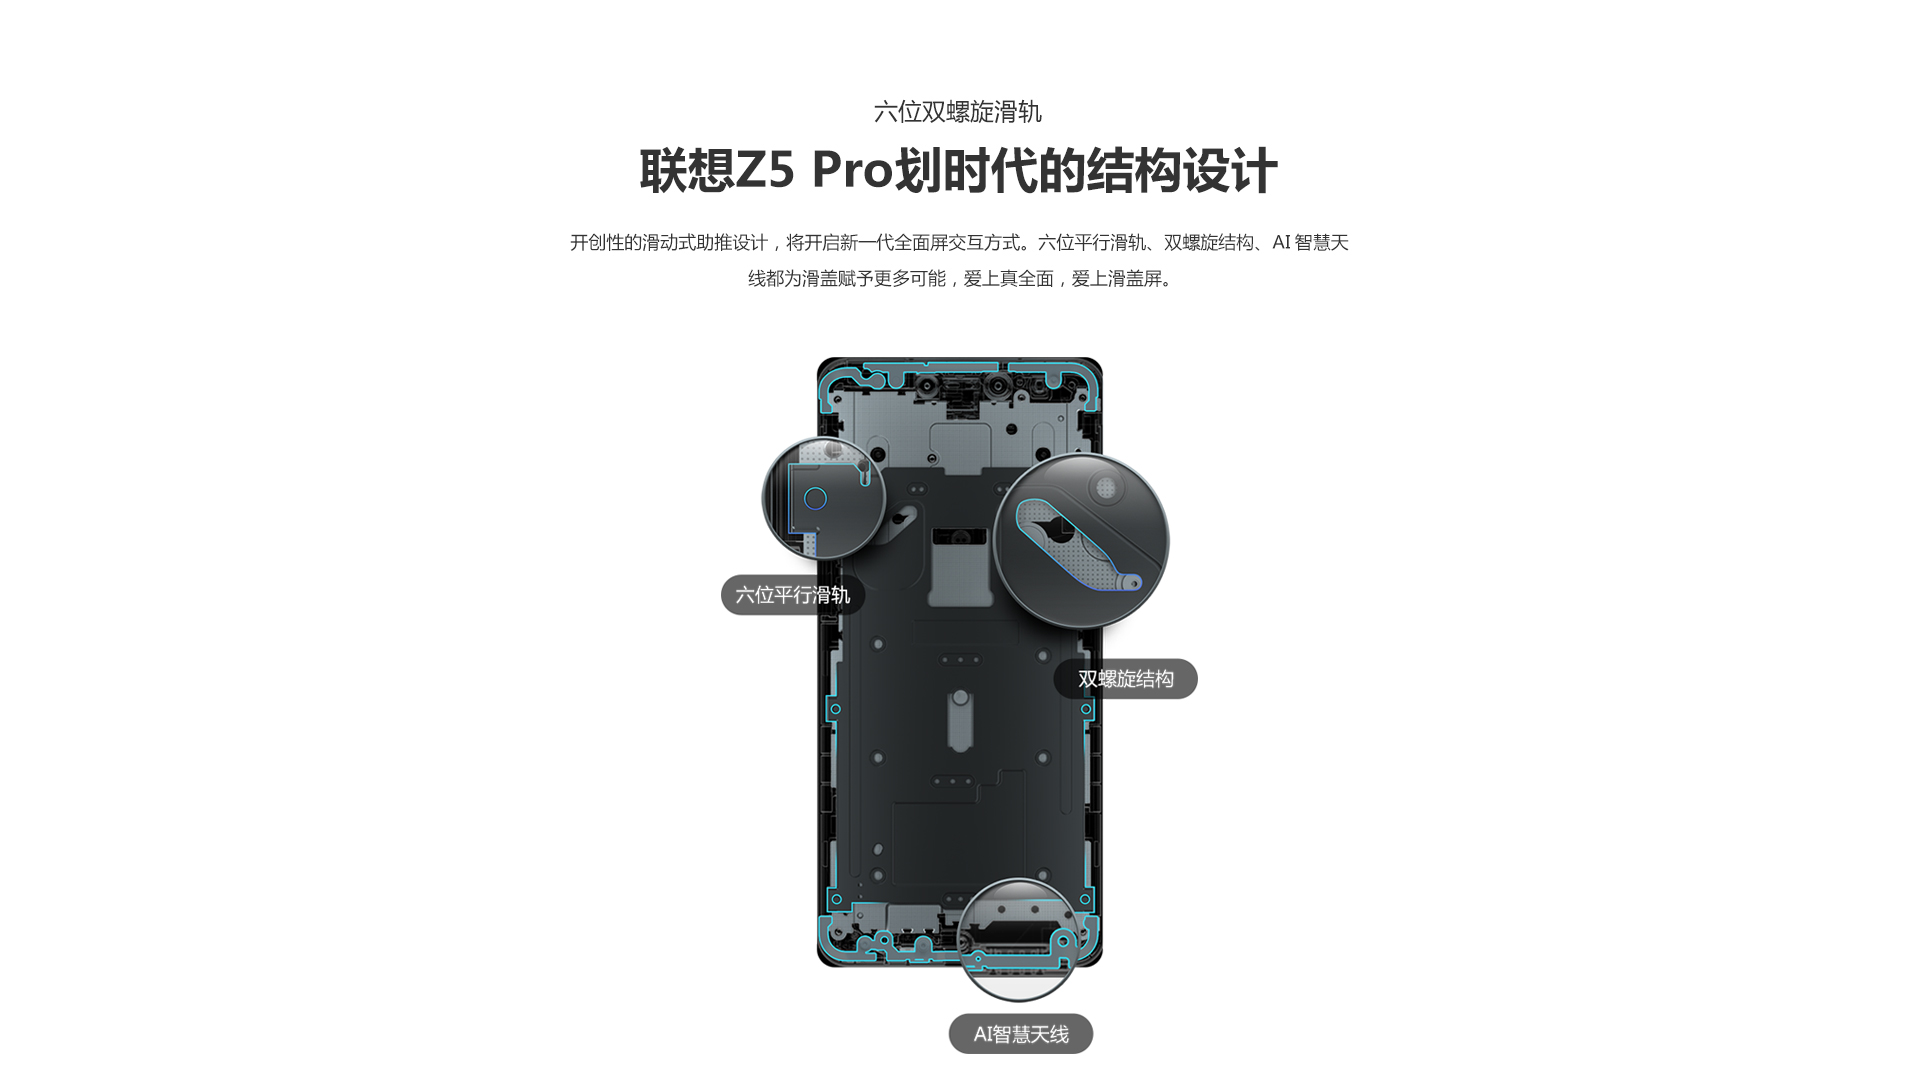 六位双螺旋滑轨
联想Z5 Pro划时代的结构设计
开创性的滑动式助推设计，将开启新一代全面屏交互方式。六位平行滑轨、双螺旋结构、AI 智慧天
线都为滑盖赋予更多可能，爱上真全面，爱上滑盖屏。
六位平行滑轨
双螺旋结构
AI智慧天线